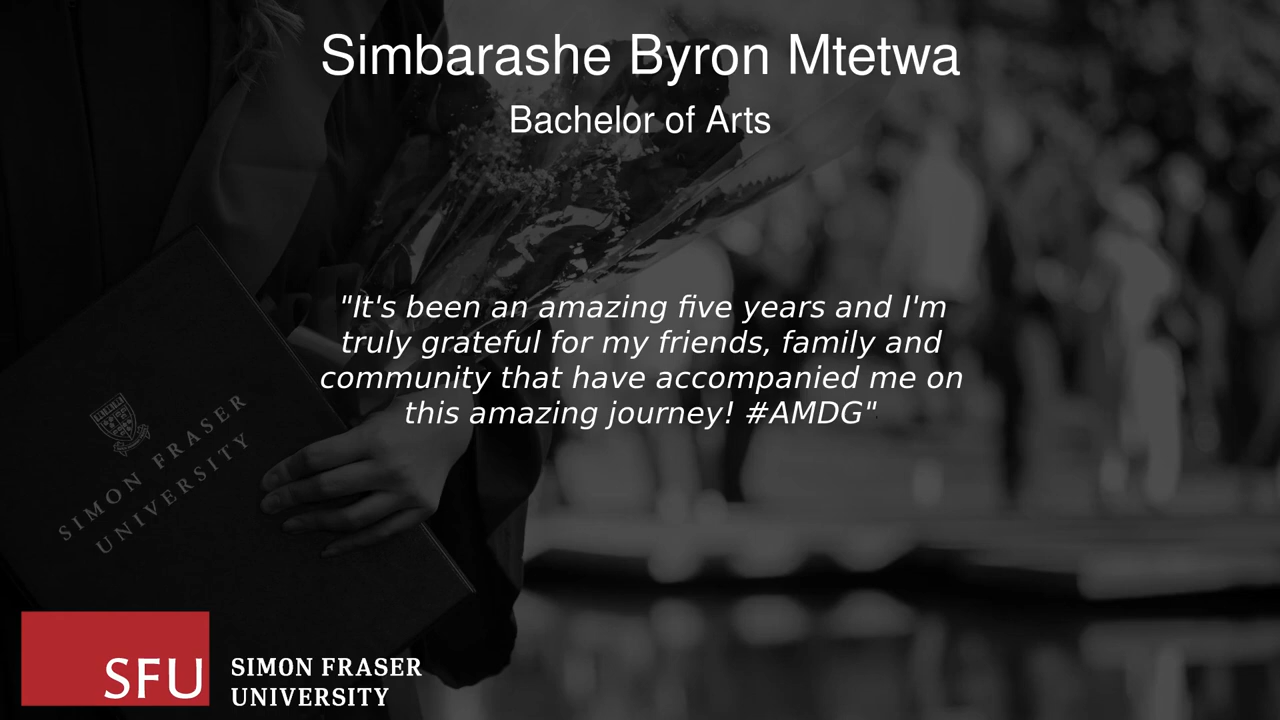 Simbarashe Byron Mtetwa
Bachelor of Arts
"It's been an amazing five years and I'm
truly grateful for my friends, family and
community that have accompanied me on
this amazing journey! #AMDG"
SIMON FRASER
UNIVERSITY
SFU
SIMON FRASER
UNIVERSITY